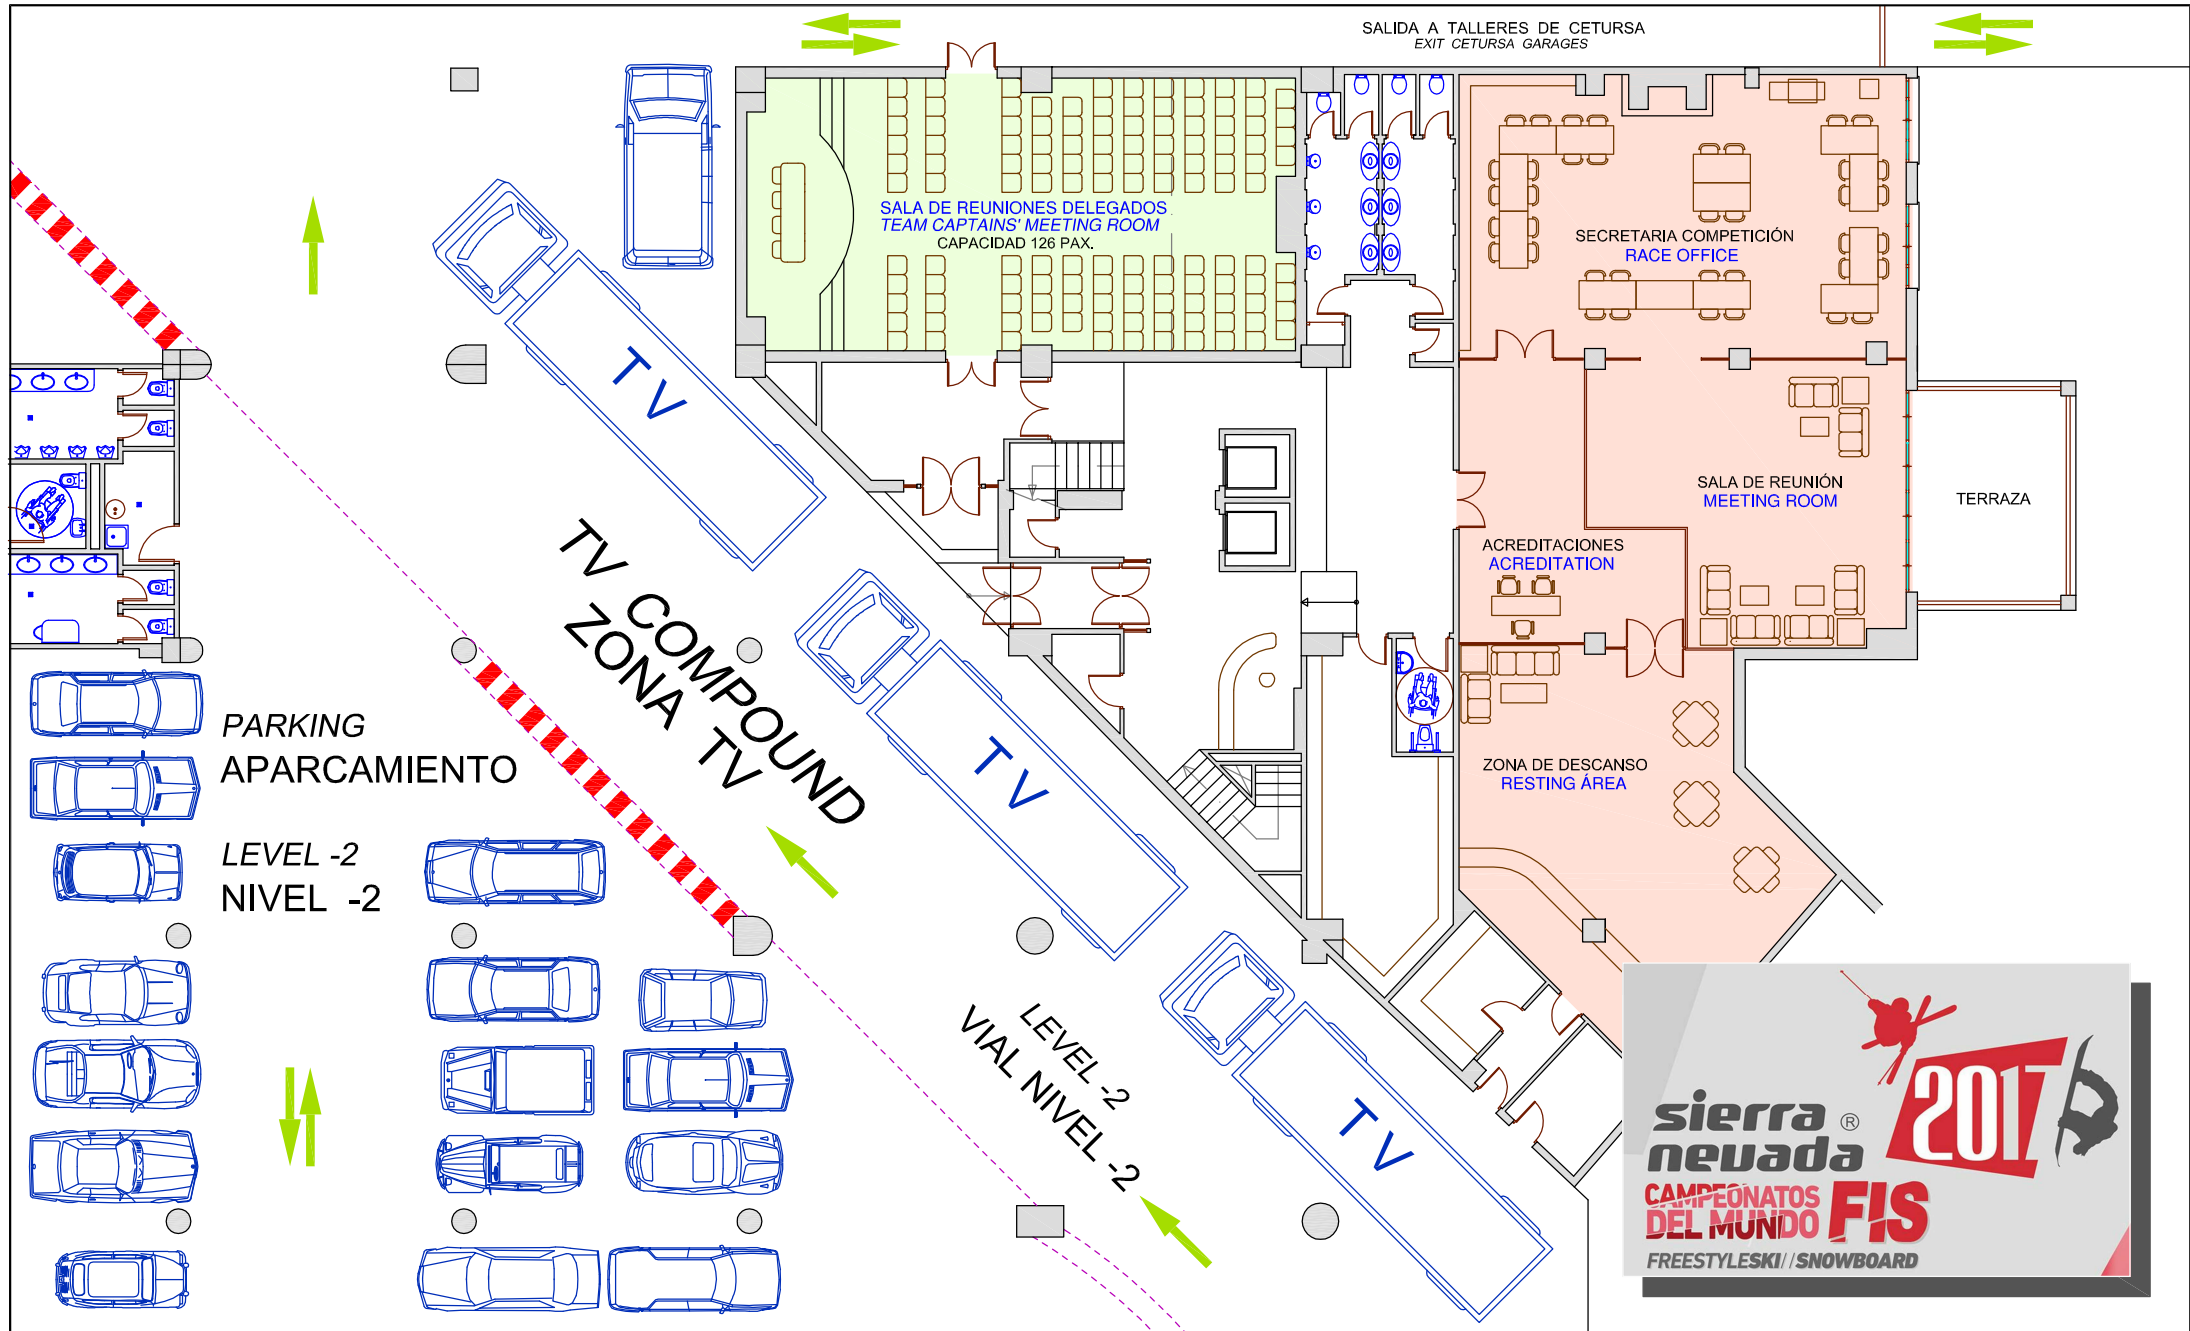 SALIDA A TALLERES DE CETURSA
EXIT CETURSA GARAGES
SALA DE REUNIONES DELEGADOS
TEAM CAPTAINS' MEETING ROOM
CAPACIDAD 126 PAX.
SECRETARIA COMPETICIÓN
RACE OFFICE
TV
SALA DE REUNIÓN
MEETING ROOM
TERRAZA
ACREDITACIONES
ACREDITATION
TV COMPOUND
ZONA TV
PARKING
APARCAMIENTO
LEVEL -2
NIVEL -2
TV
ZONA DE DESCANSO
RESTING ÁREA
LEVEL -2
VIAL NIVEL -2
TV
sierra ®
nevada
2017
CAMPEONATOS
DEL MUNDO
FIS
FREESTYLESKI//SNOWBOARD